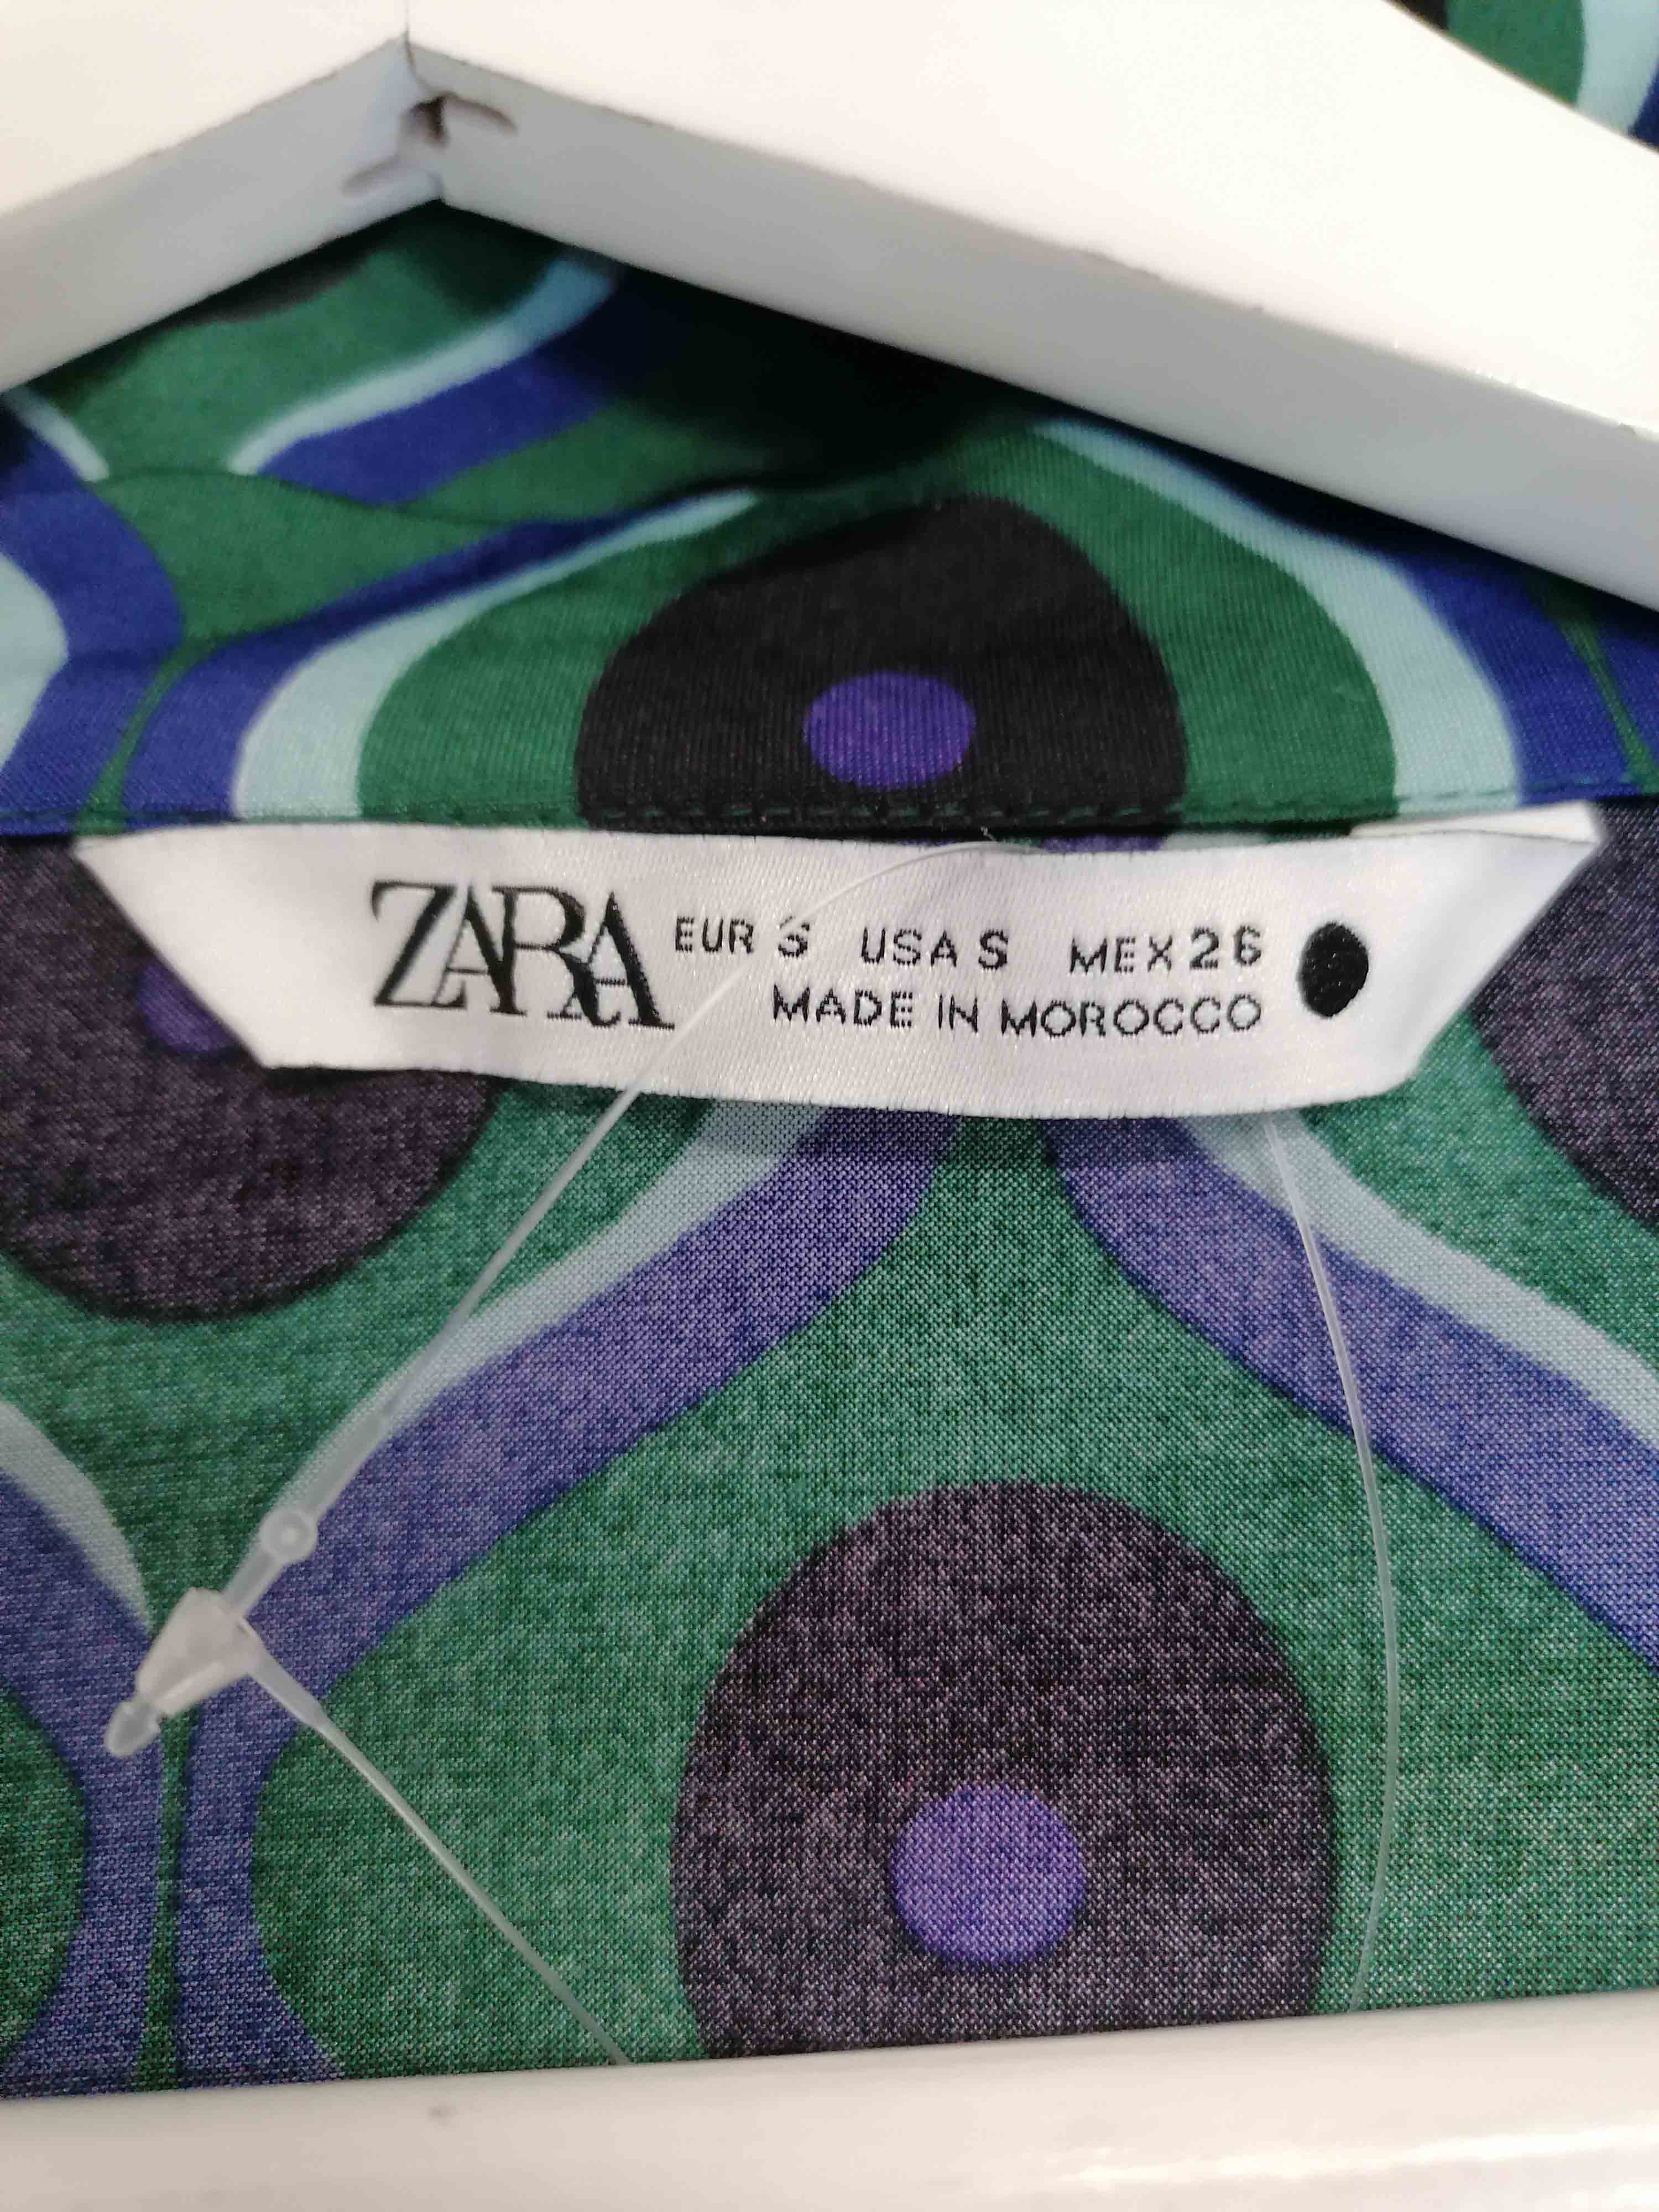 ZARA EUR S USA S MEX 26
MADE IN MOROCCO